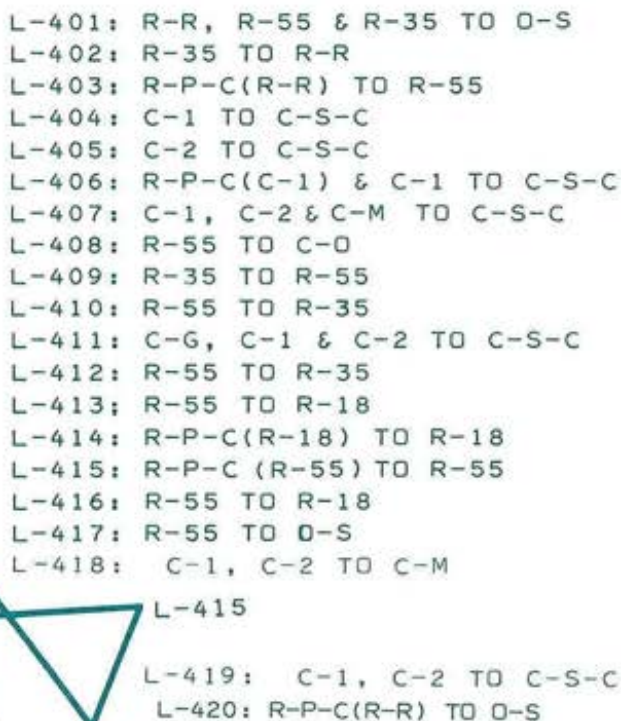 L-401: R-R, R-55 & R-35 TO O-S
L-402: R-35 TO R-R
L-403: R-P-C(R-R) TO R-55
L-404: C-1 TO C-S-C
L-405: C-2 TO C-S-C
L-406: R-P-C(C-1) & C-1 TO C-S-C
L-407: C-1, C-2 & C-M TO C-S-C
L-408: R-55 TO C-O
L-409: R-35 TO R-55
L-410: R-55 TO R-35
L-411: C-G, C-1 & C-2 TO C-S-C
L-412: R-55 TO R-35
L-413; R-55 TO R-18
L-414: R-P-C(R-18) TO R-18
L-415: R-P-C (R-55) TO R-55
L-416: R-55 TO R-18
L-417: R-55 TO O-S
L-418: C-1, C-2 TO C-M
L-415
L-419: C-1, C-2 TO C-S-C
L-420: R-P-C(R-R) TO O-S